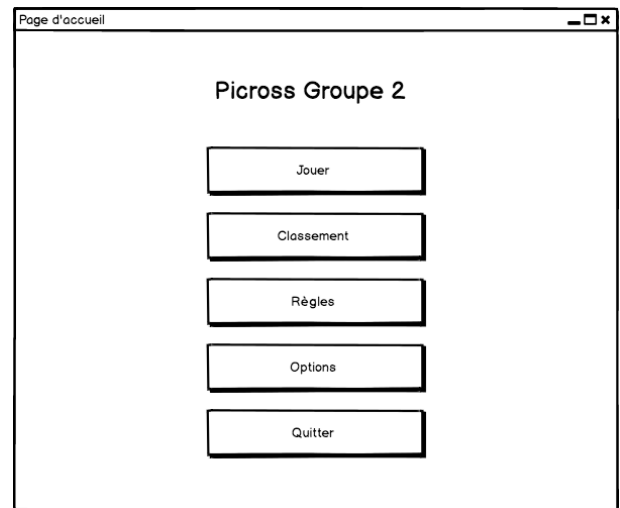 Page d'accueil
Picross Groupe 2
Jouer
Classement
Règles
Options
Quitter